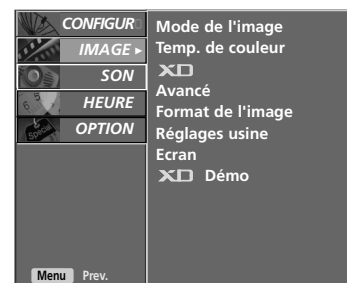 CONFIGUR
IMAGE ▸
SON
HEURE
Special
OPTION
Mode de l'image
Temp. de couleur
XD
Avancé
Format de l'image
Réglages usine
Ecran
XD Démo
Menu Prev.